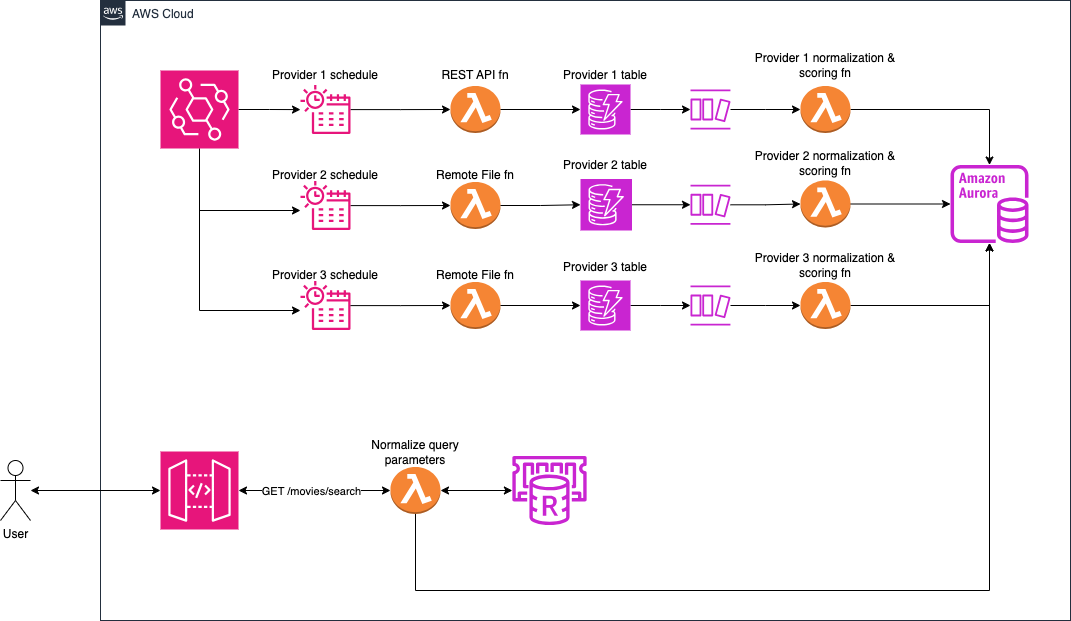 aws
AWS Cloud
Provider 1 schedule
REST API fn
Provider 1 table
Provider 1 normalization &
scoring fn
Provider 2 schedule
Remote File fn
Provider 2 table
Provider 2 normalization &
scoring fn
Amazon
Aurora
Provider 3 schedule
Remote File fn
Provider 3 table
Provider 3 normalization &
scoring fn
User
</>
GET /movies/search
Normalize query
parameters
R